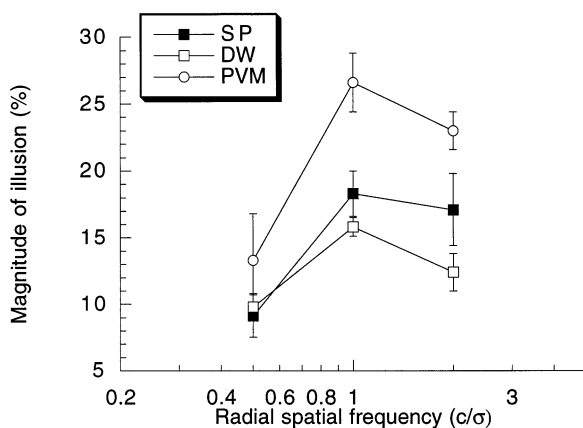 SP
DW
PVM
Magnitude of illusion (%)
30
25
20
15
10
5
0.2
0.4
0.6
0.8
1
3
Radial spatial frequency (c/σ)